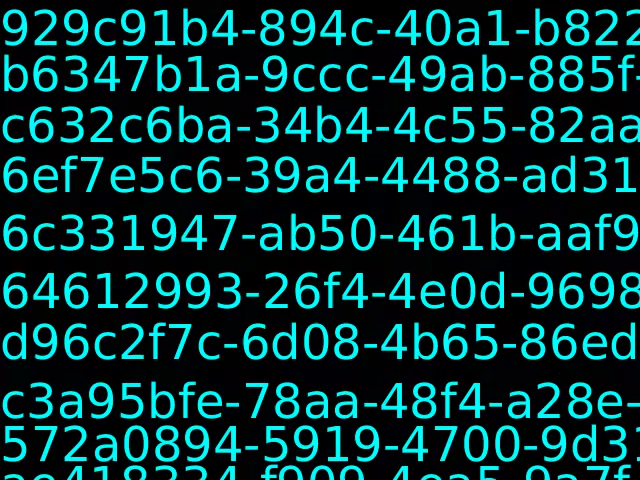 929c91b4-894c-40a1-b822
b6347b1a-9ccc-49ab-885f-
c632c6ba-34b4-4c55-82aa
6ef7e5c6-39a4-4488-ad31
6c331947-ab50-461b-aaf9
64612993-26f4-4e0d-9698
d96c2f7c-6d08-4b65-86ed
c3a95bfe-78aa-48f4-a28e-
572a0894-5919-4700-9d31